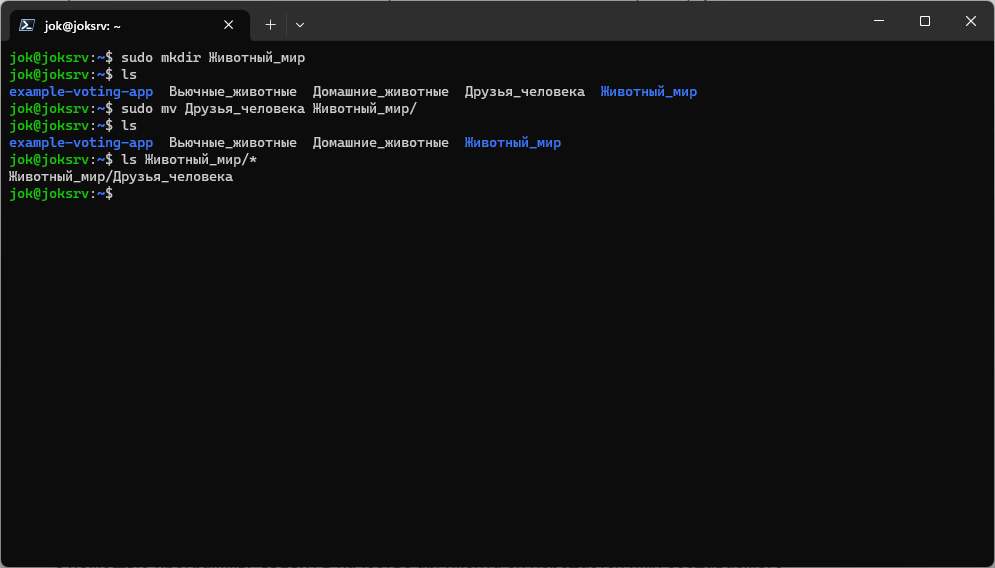 jok@joksrv: ~
jok@joksrv:~$ sudo mkdir Животный_мир
jok@joksrv:~$ ls
example-voting-app  Вьючные_животные  Домашние_животные  Друзья_человека  Животный_мир
jok@joksrv:~$ sudo mv Друзья_человека Животный_мир/
jok@joksrv:~$ ls
example-voting-app  Вьючные_животные  Домашние_животные  Животный_мир
jok@joksrv:~$ ls Животный_мир/*
Животный_мир/Друзья_человека
jok@joksrv:~$